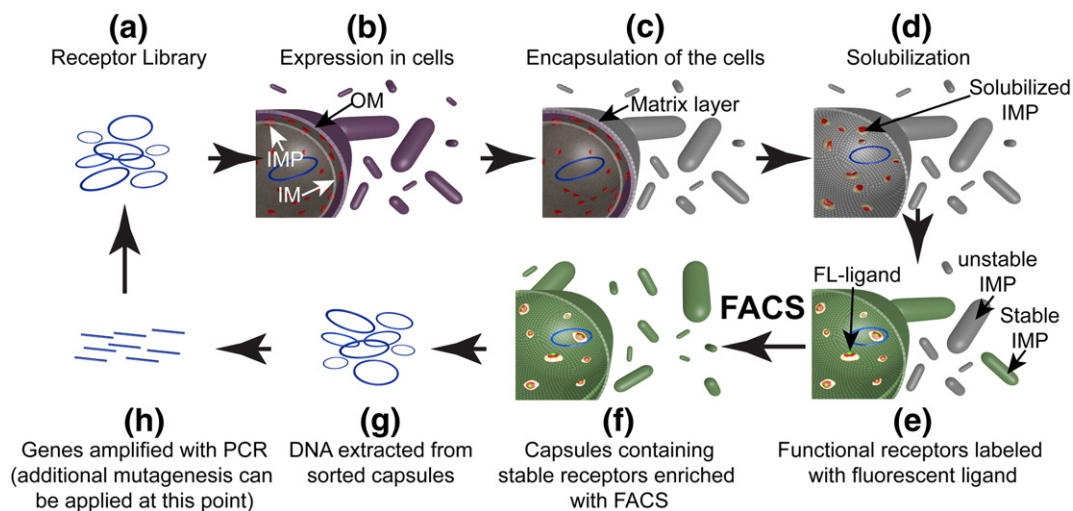 (a)
Receptor Library
(b)
Expression in cells
OM
IMP
IM
(c)
Encapsulation of the cells
Matrix layer
(d)
Solubilization
Solubilized
IMP
FL-ligand
unstable
IMP
Stable
IMP
FACS
(h)
Genes amplified with PCR
(additional mutagenesis can
be applied at this point)
(g)
DNA extracted from
sorted capsules
(f)
Capsules containing
stable receptors enriched
with FACS
(e)
Functional receptors labeled
with fluorescent ligand